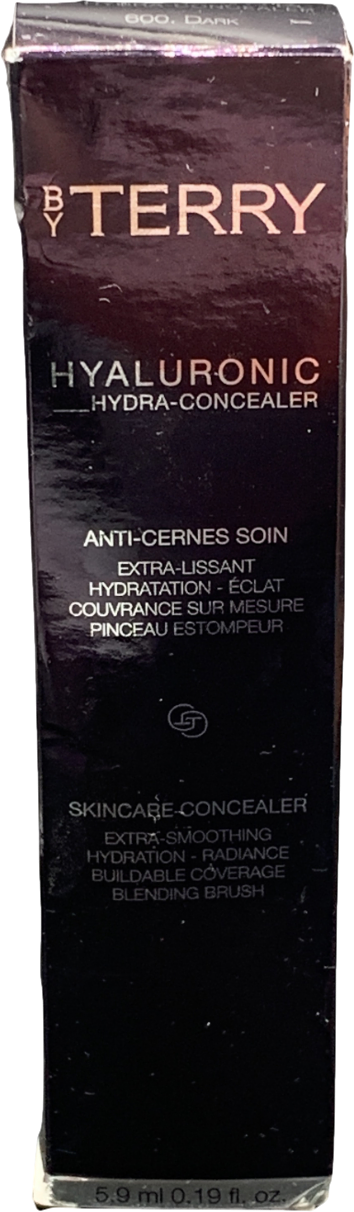 600. DARK
BY TERRY
HYALURONIC
HYDRA-CONCEALER
ANTI-CERNES SOIN
EXTRA-LISSANT
HYDRATATION - ÉCLAT
COUVRANCE SUR MESURE
PINCEAU ESTOMPEUR
SKINCARE-CONCEALER
EXTRA-SMOOTHING
HYDRATION - RADIANCE
BUILDABLE COVERAGE
BLENDING BRUSH
5.9 ml 0.19 fl. oz.